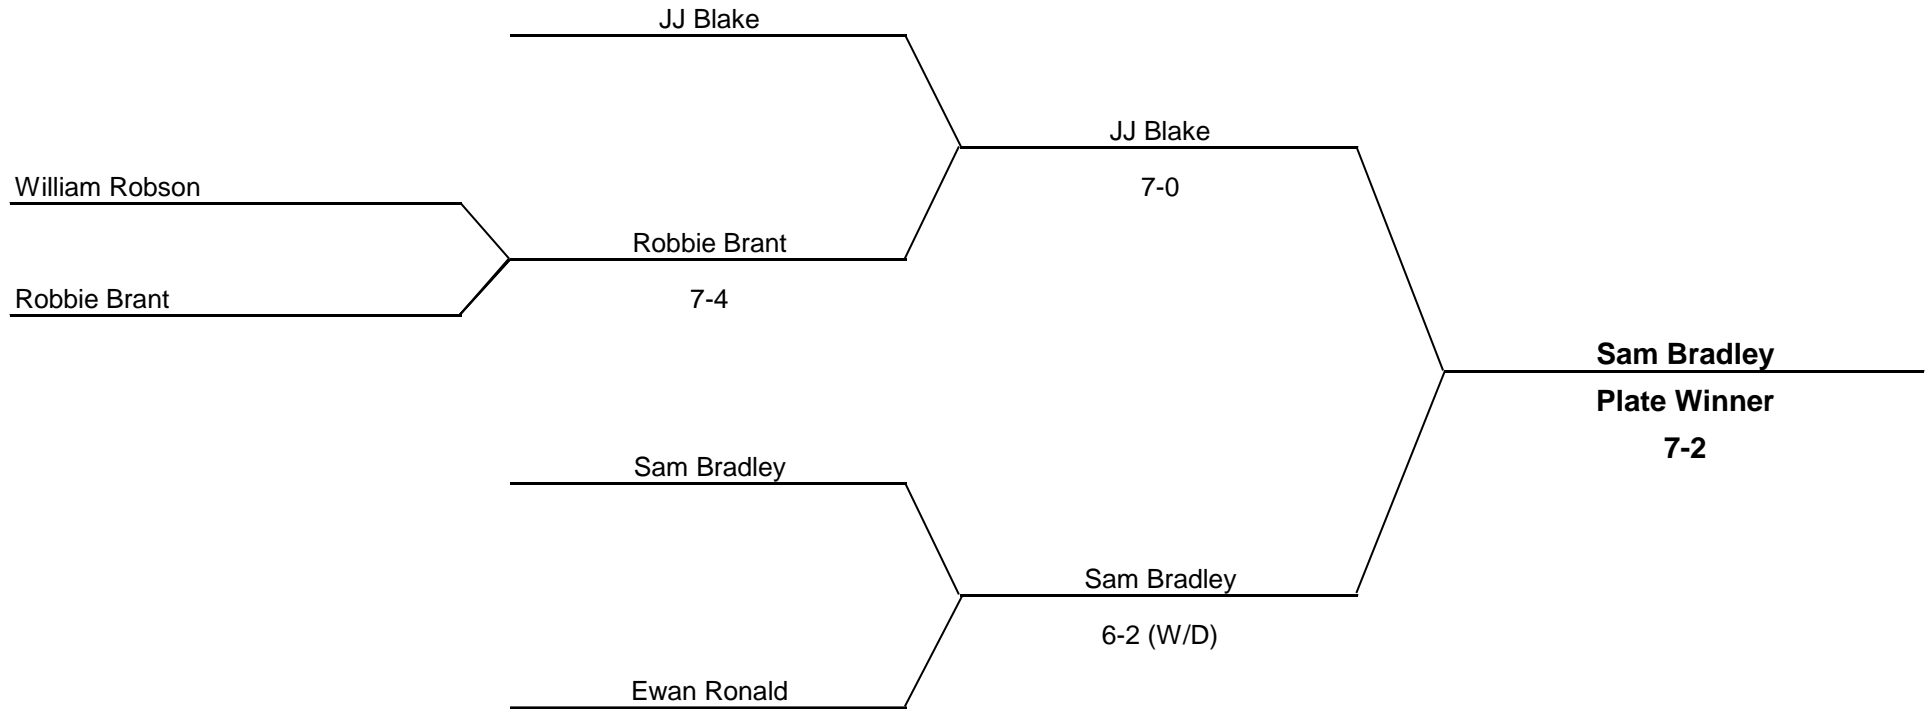 JJ Blake
JJ Blake
7-0
William Robson
Robbie Brant
Robbie Brant
7-4
Sam Bradley
Plate Winner
7-2
Sam Bradley
Sam Bradley
6-2 (W/D)
Ewan Ronald